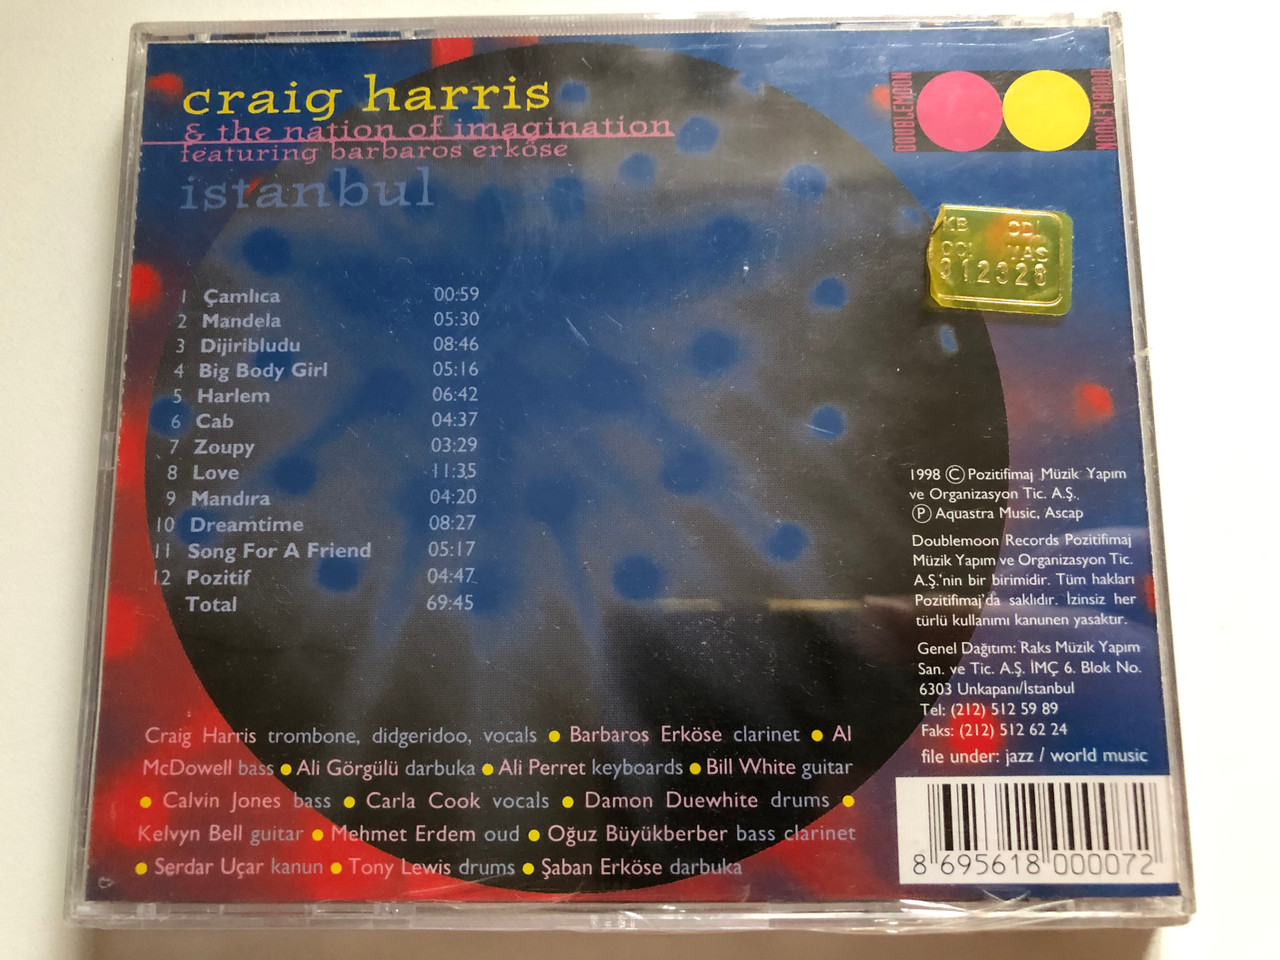 craig harris
& the nation of imagination
featuring barbaros erköse
istanbul
DOUBLEMOON
DOUBLEMOON
KB CDİ
CCI
312328
1 Çamlıca 00:59
2 Mandela 05:30
3 Dijiribludu 08:46
4 Big Body Girl 05:16
5 Harlem 06:42
6 Cab 04:37
7 Zoupy 03:29
8 Love 11:35
9 Mandıra 04:20
10 Dreamtime 08:27
11 Song For A Friend 05:17
12 Pozitif 04:47
Total 69:45
1998 © Pozitifimaj Müzik Yapım
ve Organizasyon Tic. A.Ş.
℗ Aquastra Music, Ascap
Doublemoon Records Pozitifimaj
Müzik Yapım ve Organizasyon Tic.
A.Ş.'nin bir birimidir. Tüm hakları
Pozitifimaj'da saklıdır. İzinsiz her
türlü kullanımı kanunen yasaktır.
Genel Dağıtım: Raks Müzik Yapım
San. ve Tic. A.Ş. İMÇ 6. Blok No.
6303 Unkapanı/İstanbul
Tel: (212) 512 59 89
Faks: (212) 512 62 24
file under: jazz / world music
Craig Harris trombone, didgeridoo, vocals ● Barbaros Erköse clarinet ● Al
McDowell bass ● Ali Görgülü darbuka ● Ali Perret keyboards ● Bill White guitar
● Calvin Jones bass ● Carla Cook vocals ● Damon Duewhite drums ●
Kelvyn Bell guitar ● Mehmet Erdem oud ● Oğuz Büyükberber bass clarinet
● Serdar Uçar kanun ● Tony Lewis drums ● Şaban Erköse darbuka
8 695618 000072